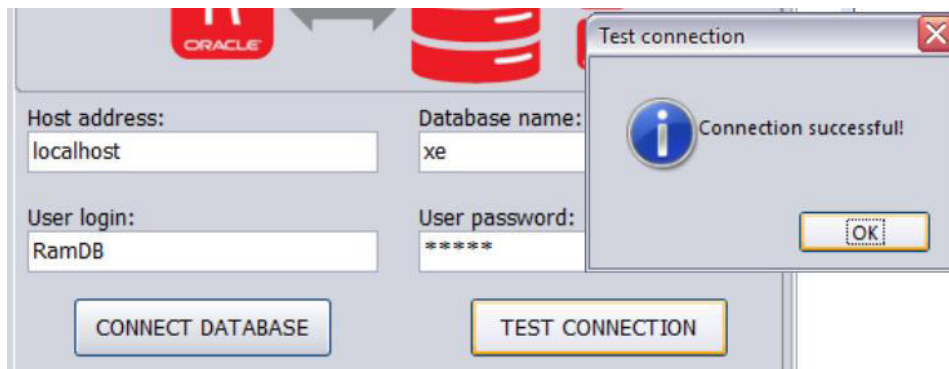 ORACLE
Test connection
Connection successful!
OK
Host address:
localhost
Database name:
xe
User login:
RamDB
User password:
*****
CONNECT DATABASE
TEST CONNECTION